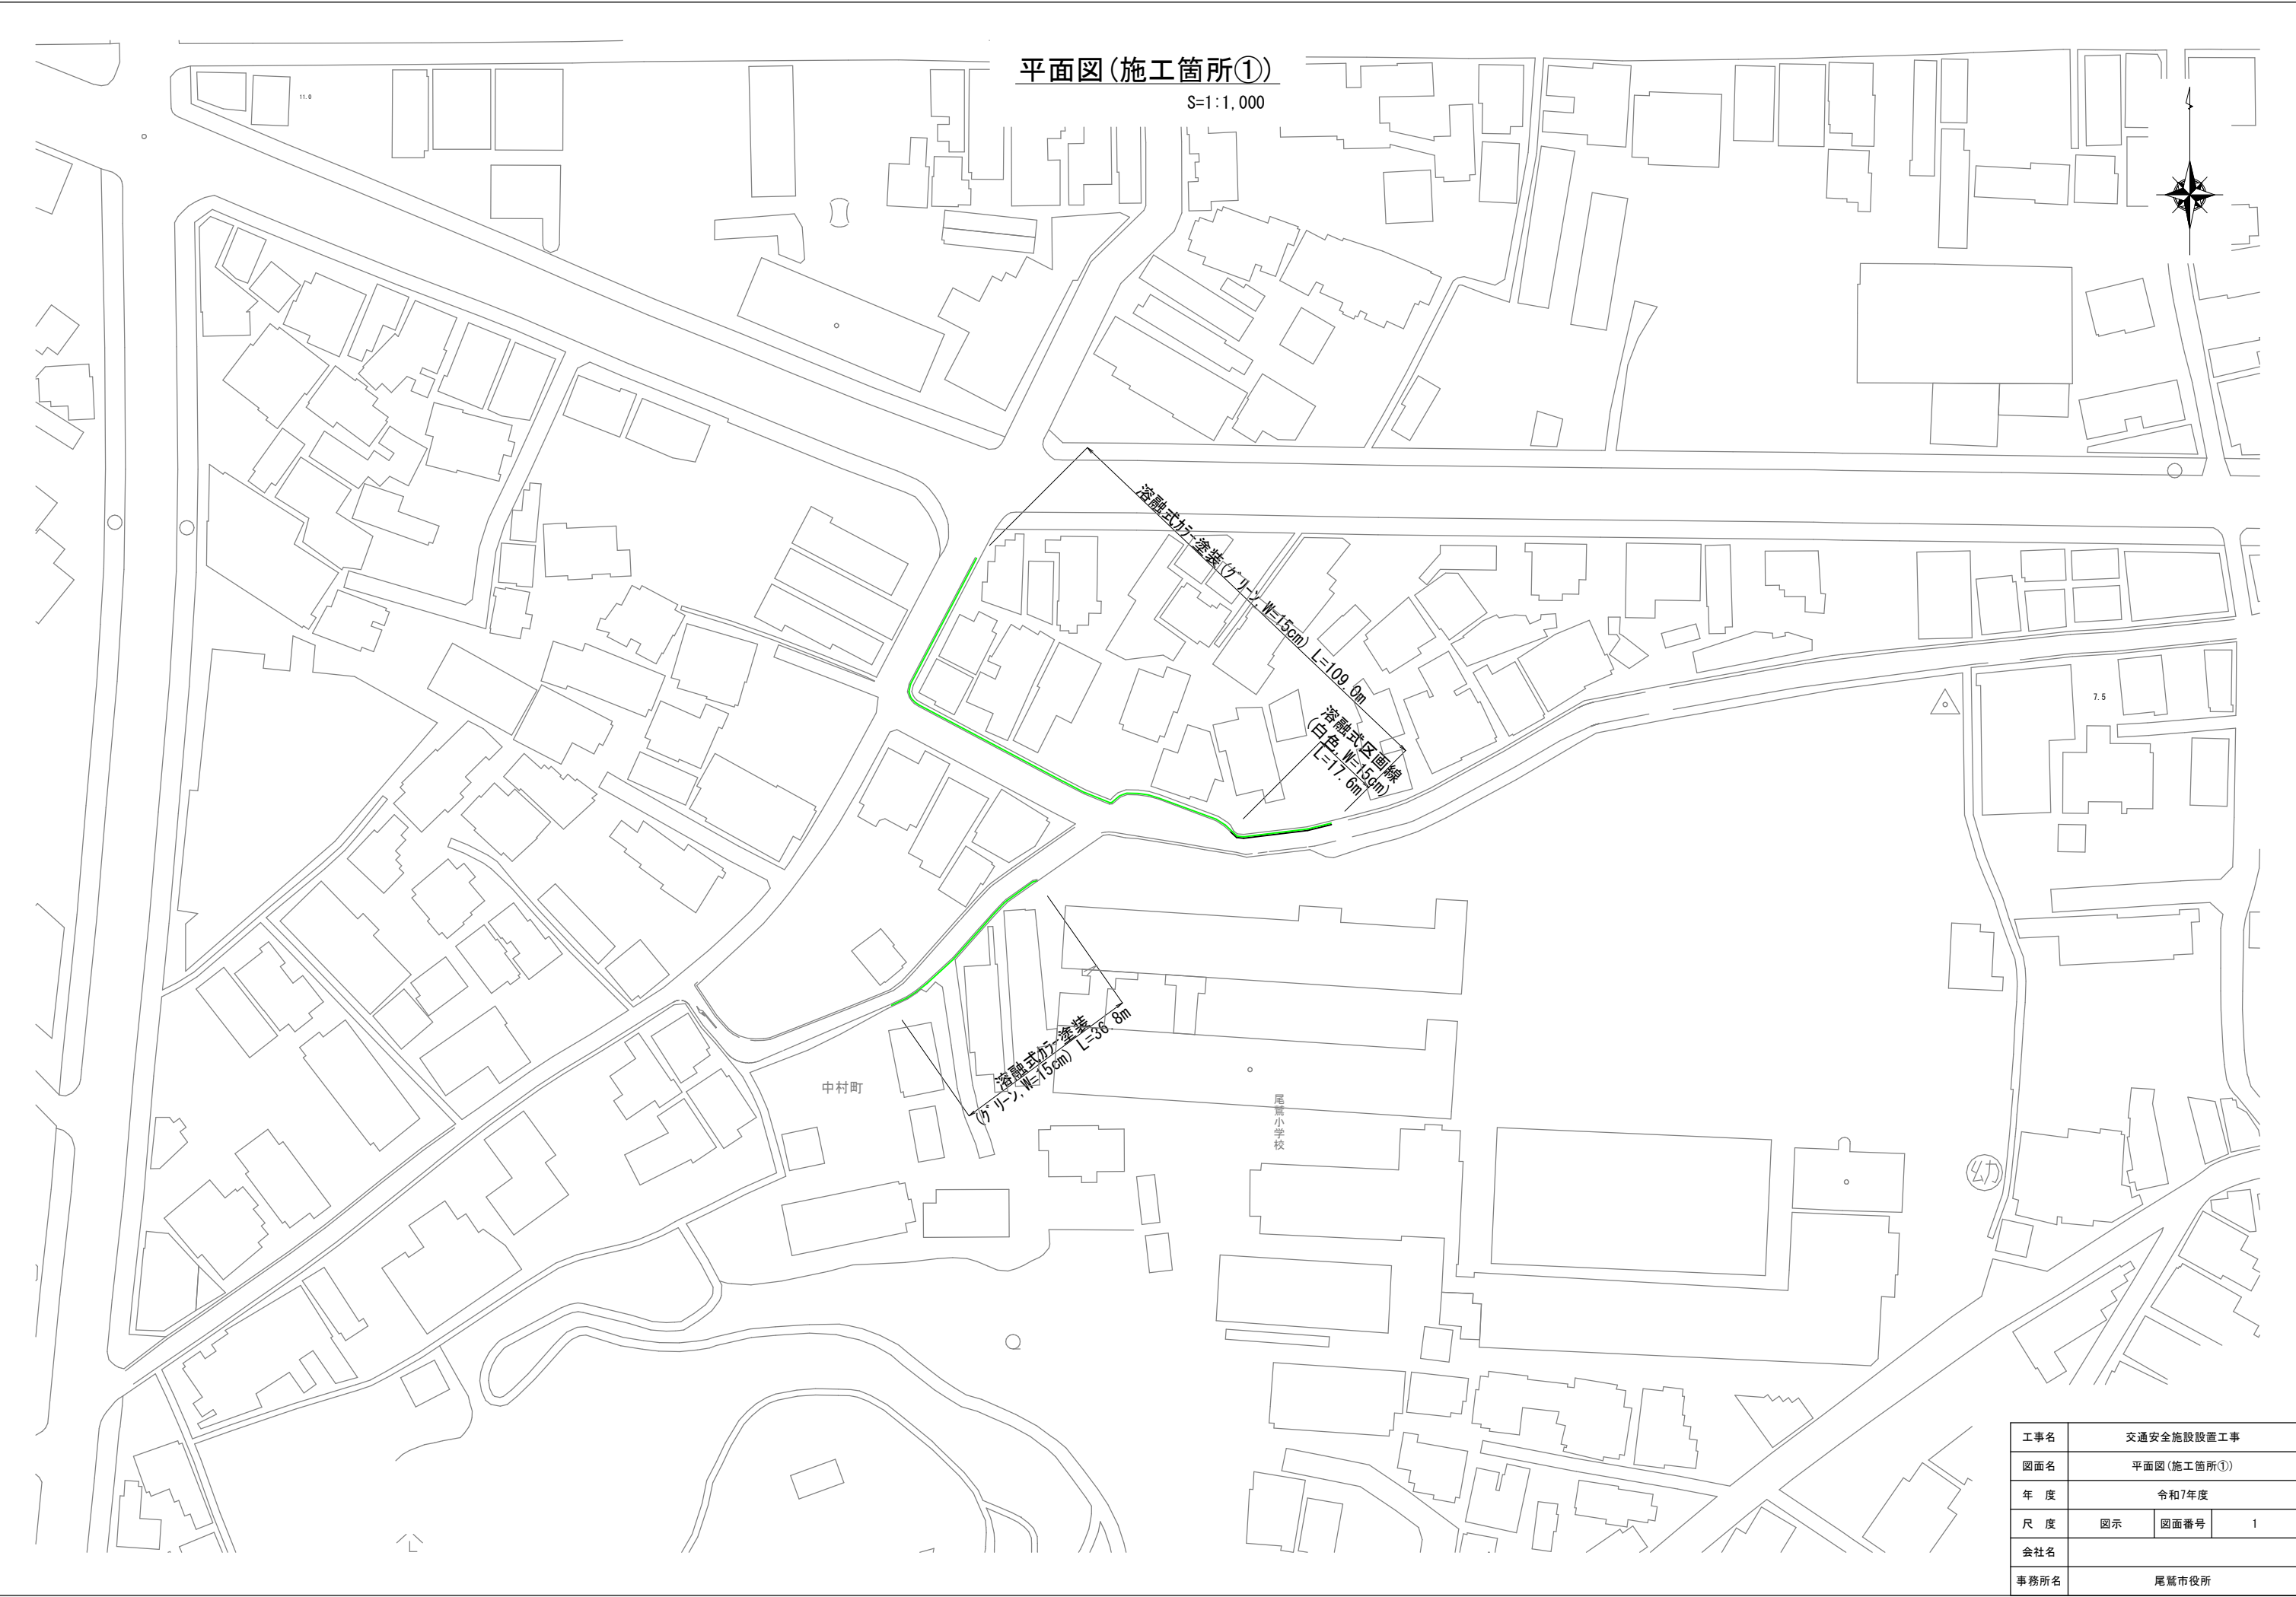 平面図(施工箇所①)
S=1:1,000
11.0
溶融式ｶﾗｰ塗装(ｸﾞﾘｰﾝ,W=15cm) L=109.0m
溶融式区画線
(白色,W=15cm)
L=17.6m
7.5
溶融式ｶﾗｰ塗装
(ｸﾞﾘｰﾝ,W=15cm) L=36.8m
中村町
尾鷲小学校
幼
工事名 交通安全施設設置工事
図面名 平面図(施工箇所①)
年 度 令和7年度
尺 度 図示 図面番号 1
会社名
事務所名 尾鷲市役所